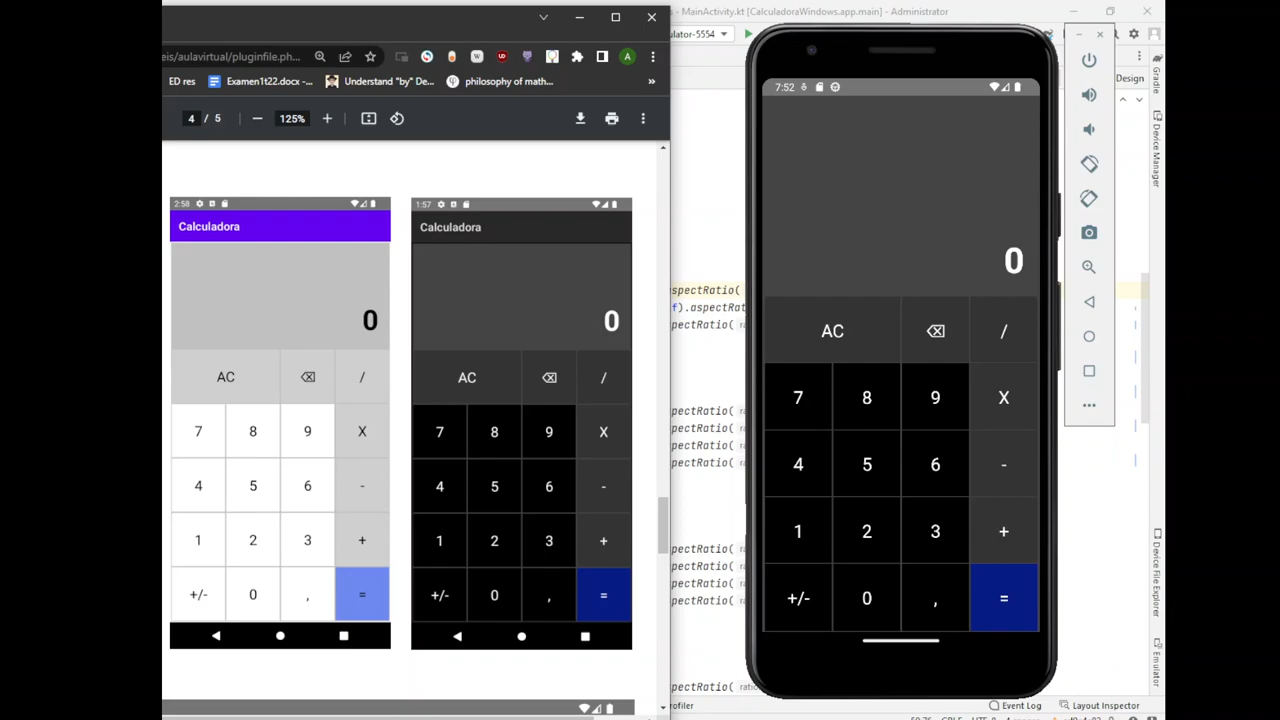 s - MainActivity.kt [CalculadoraWindows.app.main] - Administrator
eis/aulavirtual/pluginfile.ph...
ulator-5554
ED res
Examen1t22.docx -...
Understand "by" De...
philosophy of math...
»
Design
4 / 5
125%
Gradle
Device Manager
2:58
Calculadora
0
AC
/
7 8 9 X
4 5 6 -
1 2 3 +
+/- 0 , =
1:57
Calculadora
0
AC
/
7 8 9 X
4 5 6 -
1 2 3 +
+/- 0 , =
spectRatio(
f).aspectRat
pectRatio(
pectRatio(
pectRatio(
pectRatio(
pectRatio(
pectRatio(
pectRatio(
pectRatio(
pectRatio(
pectRatio(
7:52
0
AC
/
7 8 9 X
4 5 6 -
1 2 3 +
+/- 0 , =
Device File Explorer
Emulator
rofiler
Event Log
Layout Inspector